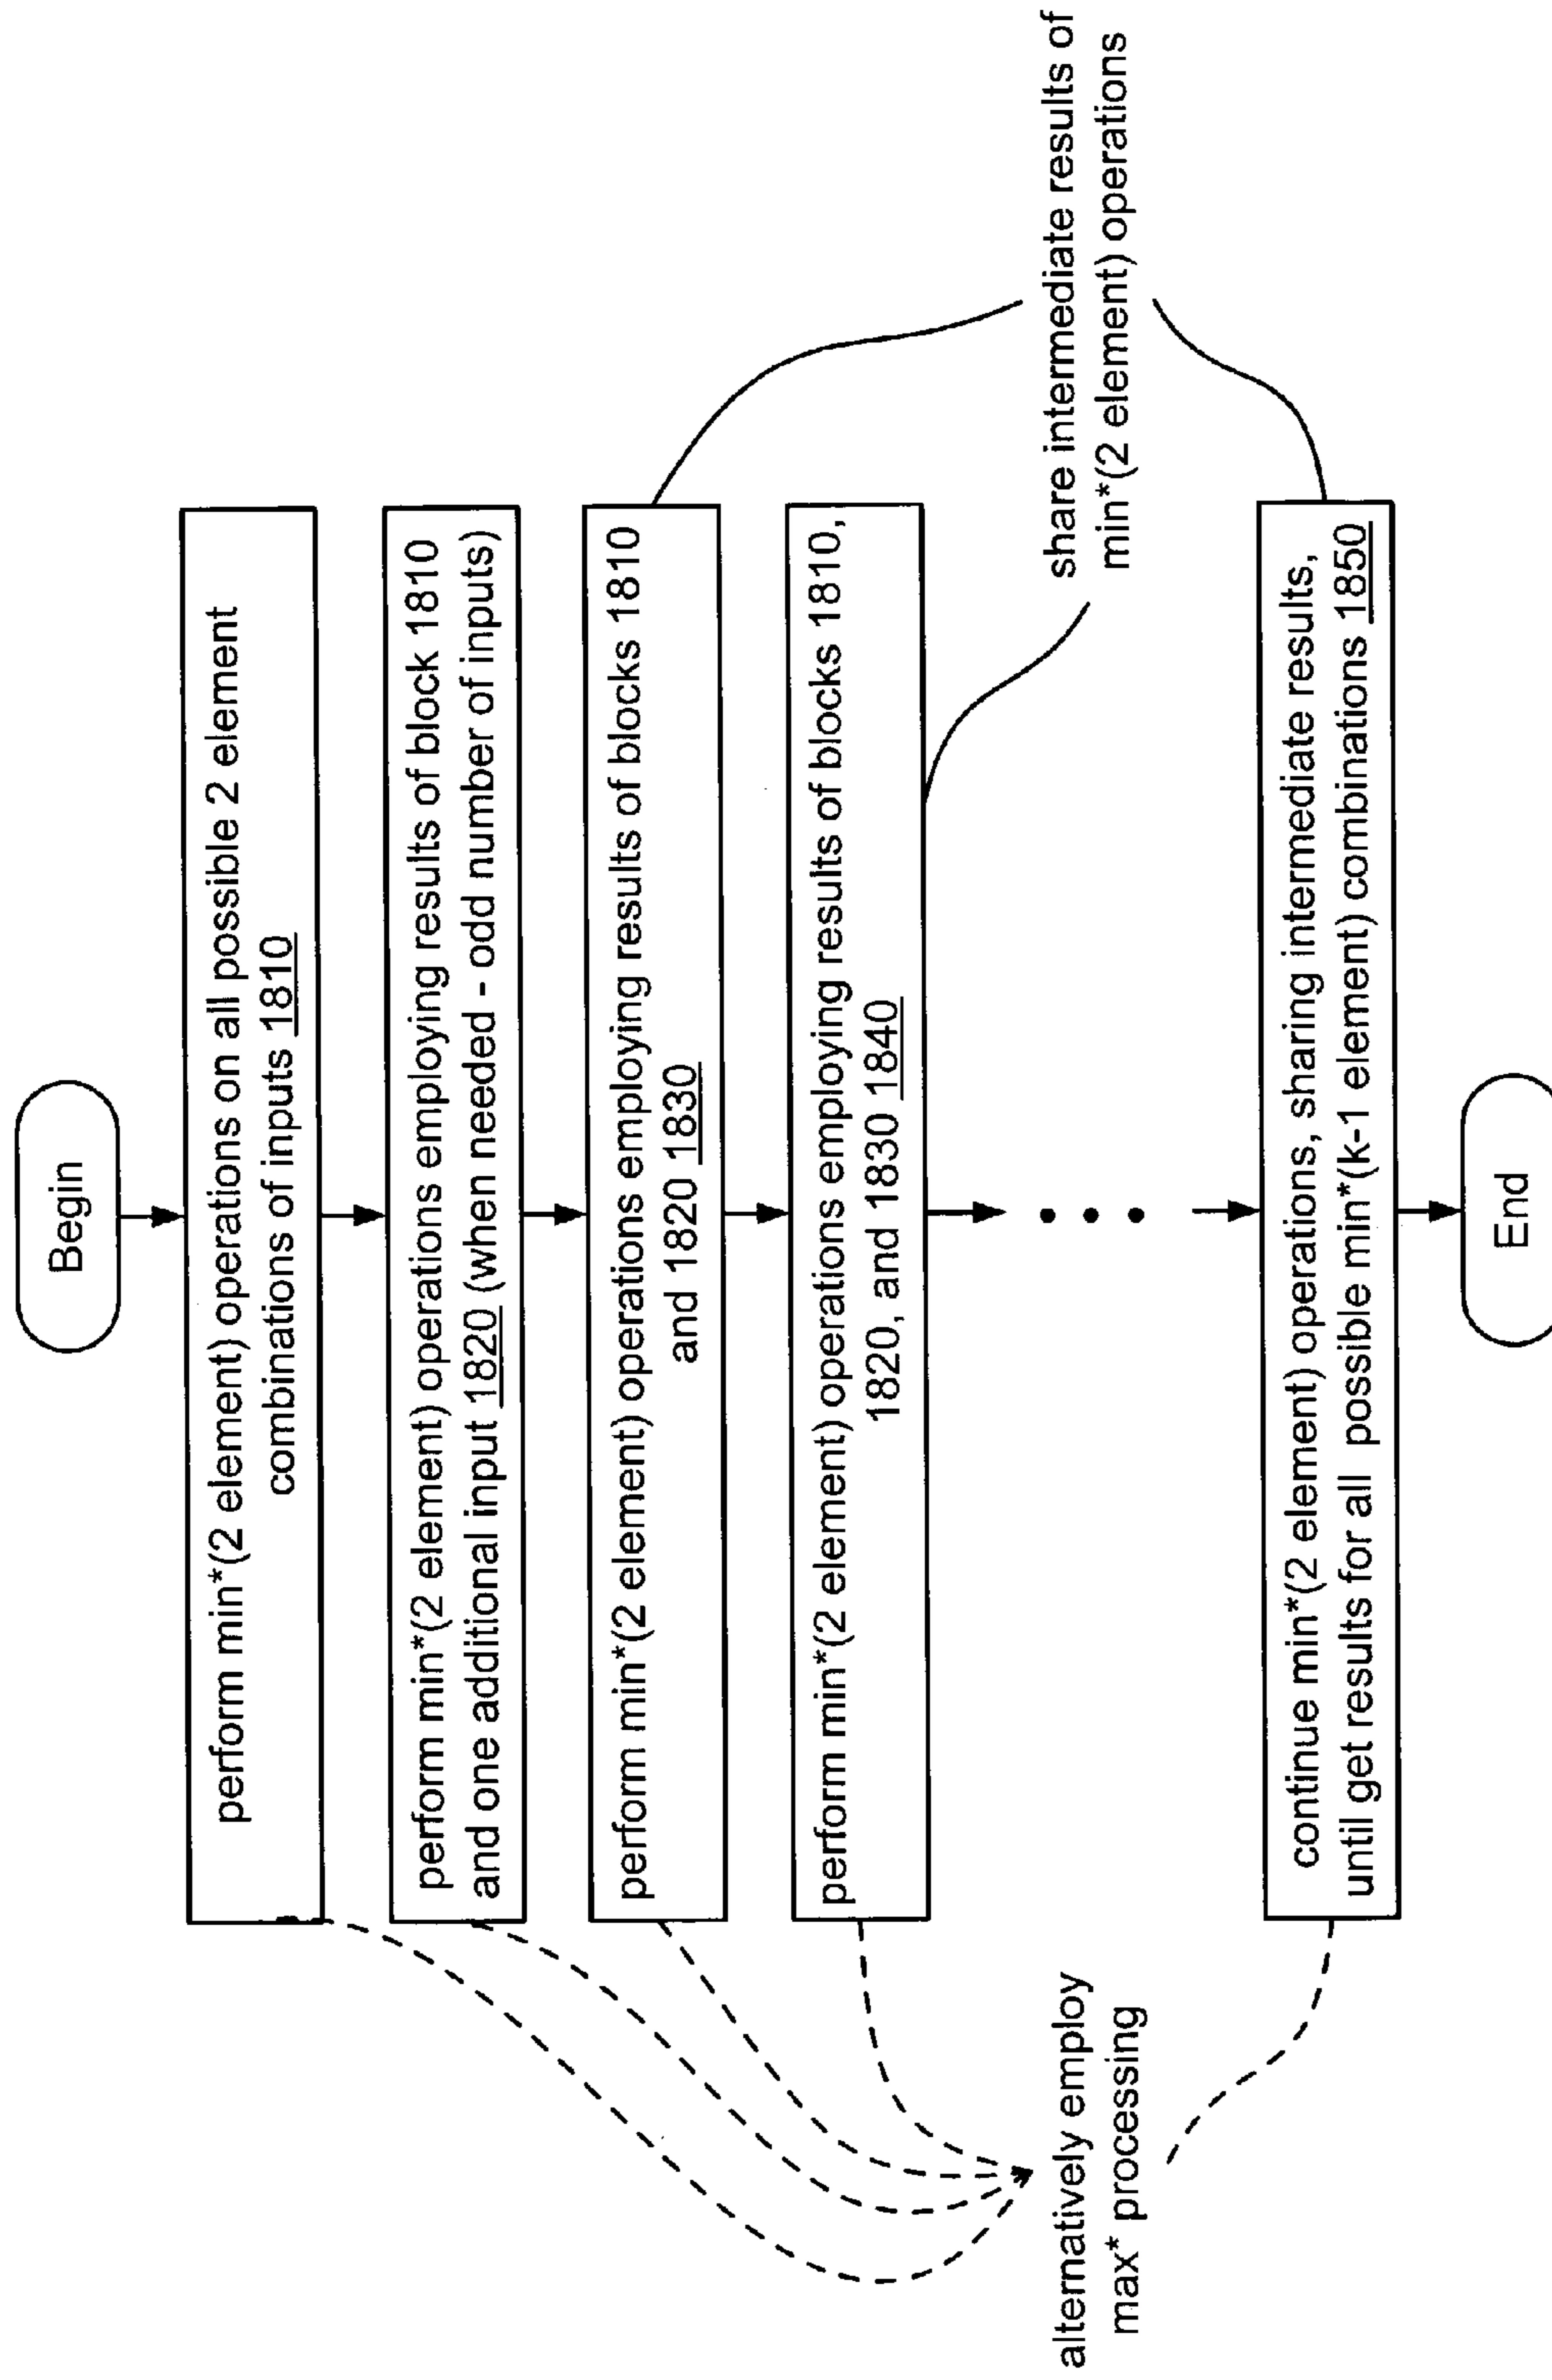 Begin
perform min*(2 element) operations on all possible 2 element
combinations of inputs 1810
perform min*(2 element) operations employing results of block 1810
and one additional input 1820 (when needed - odd number of inputs)
perform min*(2 element) operations employing results of blocks 1810
and 1820 1830
perform min*(2 element) operations employing results of blocks 1810,
1820, and 1830 1840
continue min*(2 element) operations, sharing intermediate results,
until get results for all possible min*(k-1 element) combinations 1850
End
alternatively employ
max* processing
share intermediate results of
min*(2 element) operations